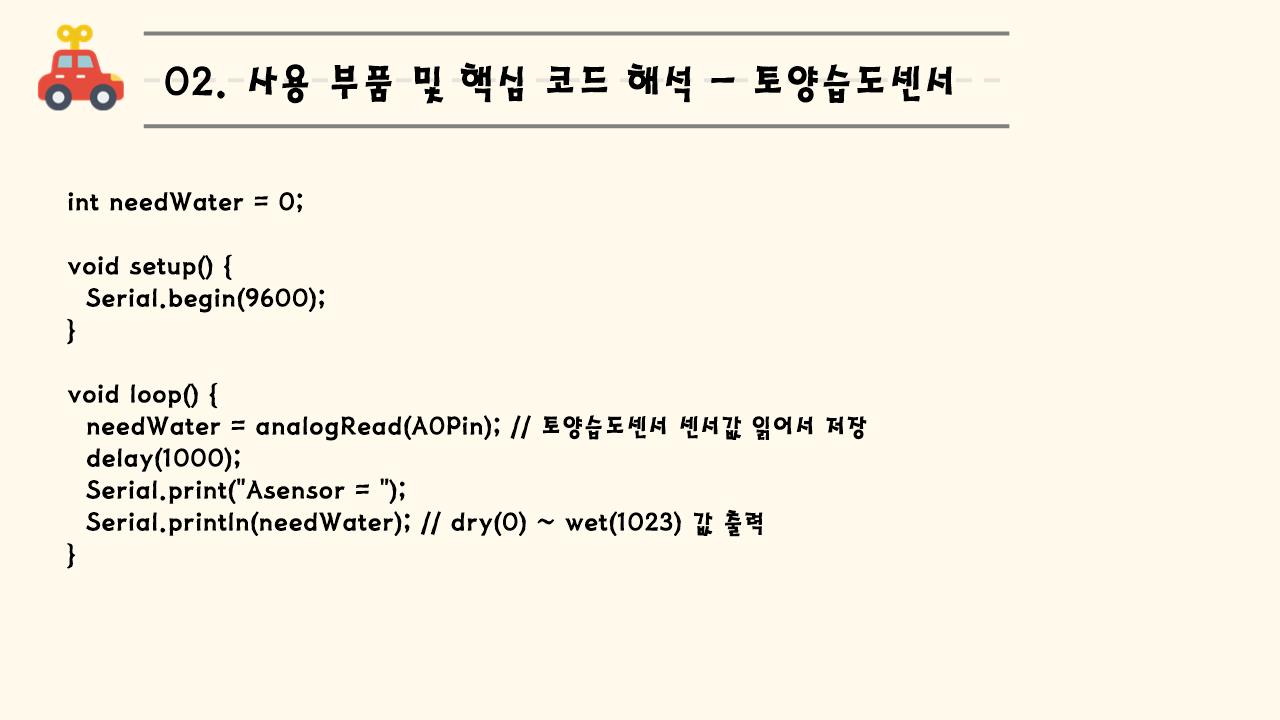 02. 사용 부품 및 핵심 코드 해석 - 토양습도센서
int needWater = 0;
void setup() {
Serial.begin(9600);
}
void loop() {
needWater = analogRead(A0Pin); // 토양습도센서 센서값 읽어서 저장
delay(1000);
Serial.print("Asensor = ");
Serial.println(needWater); // dry(0) ~ wet(1023) 값 출력
}